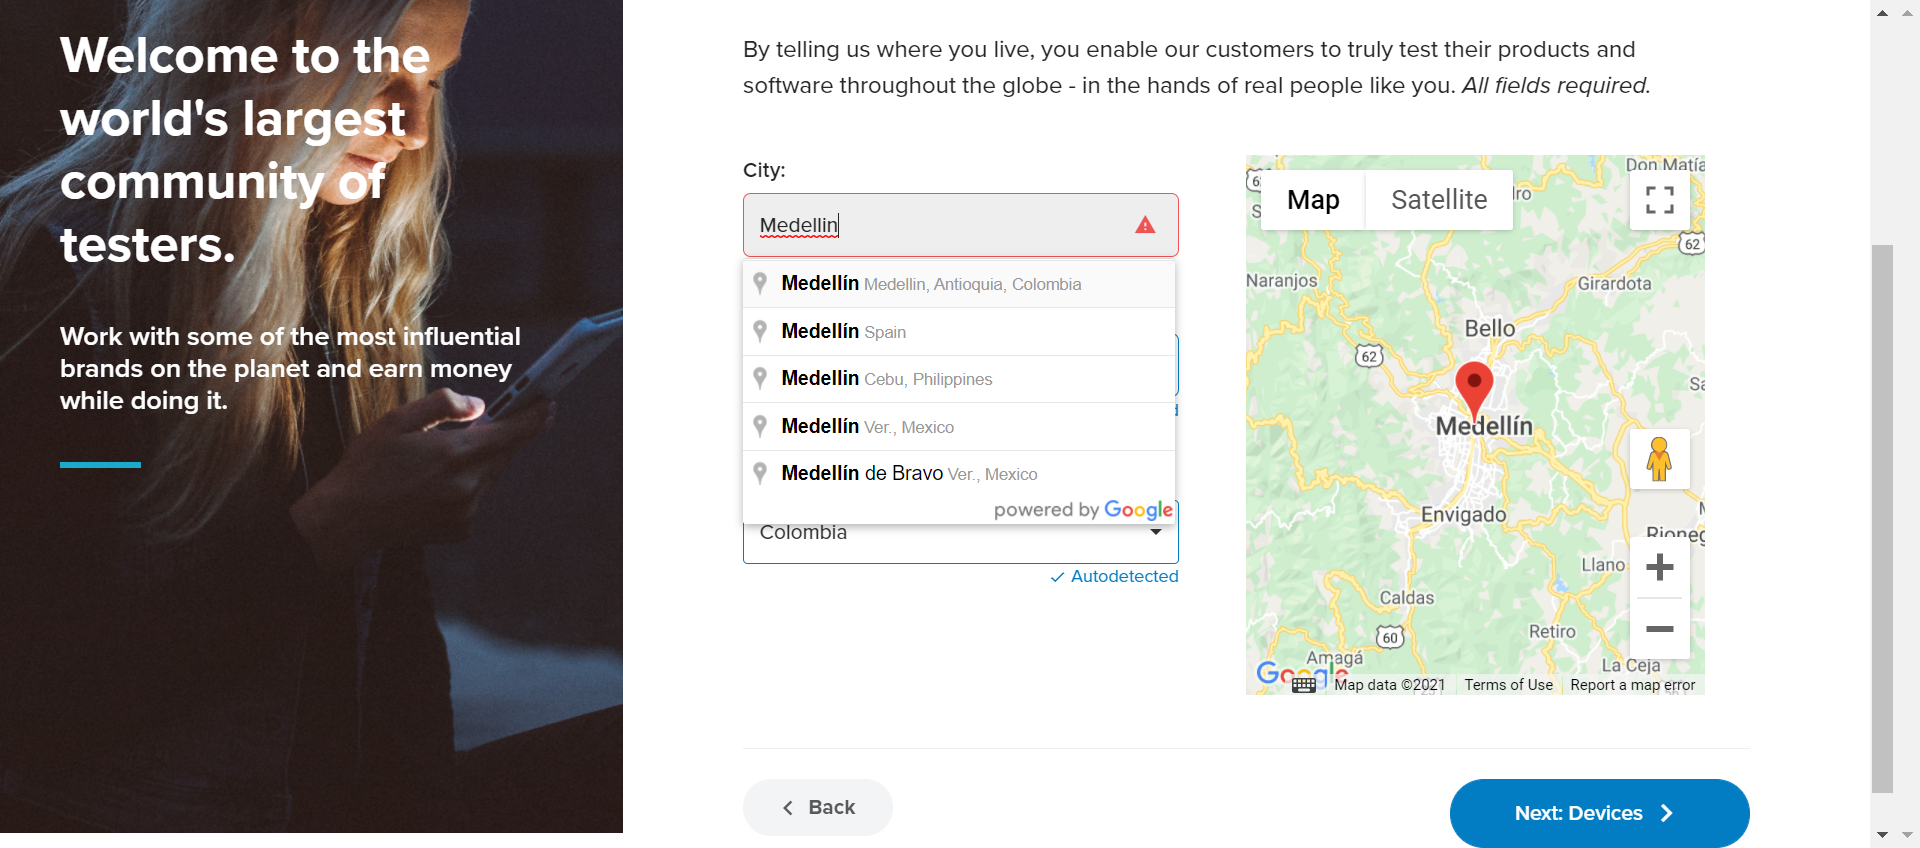 Welcome to the
world's largest
community of
testers.
Work with some of the most influential
brands on the planet and earn money
while doing it.
By telling us where you live, you enable our customers to truly test their products and
software throughout the globe - in the hands of real people like you. All fields required.
City:
Medellin
Medellín Medellin, Antioquia, Colombia
Medellín Spain
Medellin Cebu, Philippines
Medellín Ver., Mexico
Medellín de Bravo Ver., Mexico
powered by Google
Colombia
Autodetected
Map
Satellite
Don Matía
62
Naranjos
Girardota
Bello
62
Medellín
Envigado
Llano
Caldas
60
Retiro
Amagá
La Ceja
Google
Map data ©2021
Terms of Use
Report a map error
Back
Next: Devices